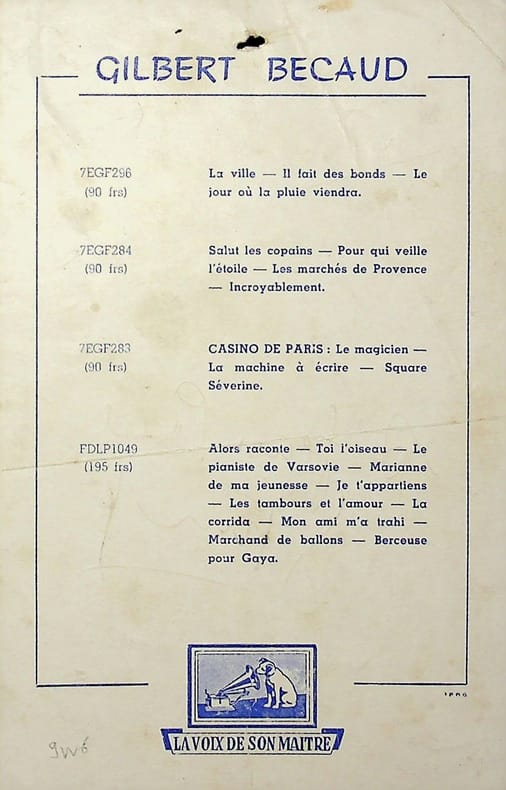 GILBERT BECAUD
7EGF296
(90 frs)
La ville — Il fait des bonds — Le
jour où la pluie viendra.
7EGF284
(90 frs)
Salut les copains — Pour qui veille
l'étoile — Les marchés de Provence
— Incroyablement.
7EGF283
(90 frs)
CASINO DE PARIS : Le magicien —
La machine à écrire — Square
Séverine.
FDLP1049
(195 frs)
Alors raconte — Toi l'oiseau — Le
pianiste de Varsovie — Marianne
de ma jeunesse — Je t'appartiens
— Les tambours et l'amour — La
corrida — Mon ami m'a trahi —
Marchand de ballons — Berceuse
pour Gaya.
LA VOIX DE SON MAITRE